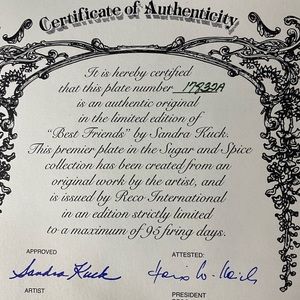 Certificate of Authenticity
It is hereby certified
that this plate number 17932A
is an authentic original
in the limited edition of
"Best Friends" by Sandra Kuck.
This premier plate in the Sugar and Spice
collection has been created from an
original work by the artist, and
is issued by Reco International
in an edition strictly limited
to a maximum of 95 firing days.
APPROVED
ATTESTED:
Sandra Kuck
ARTIST
PRESIDENT